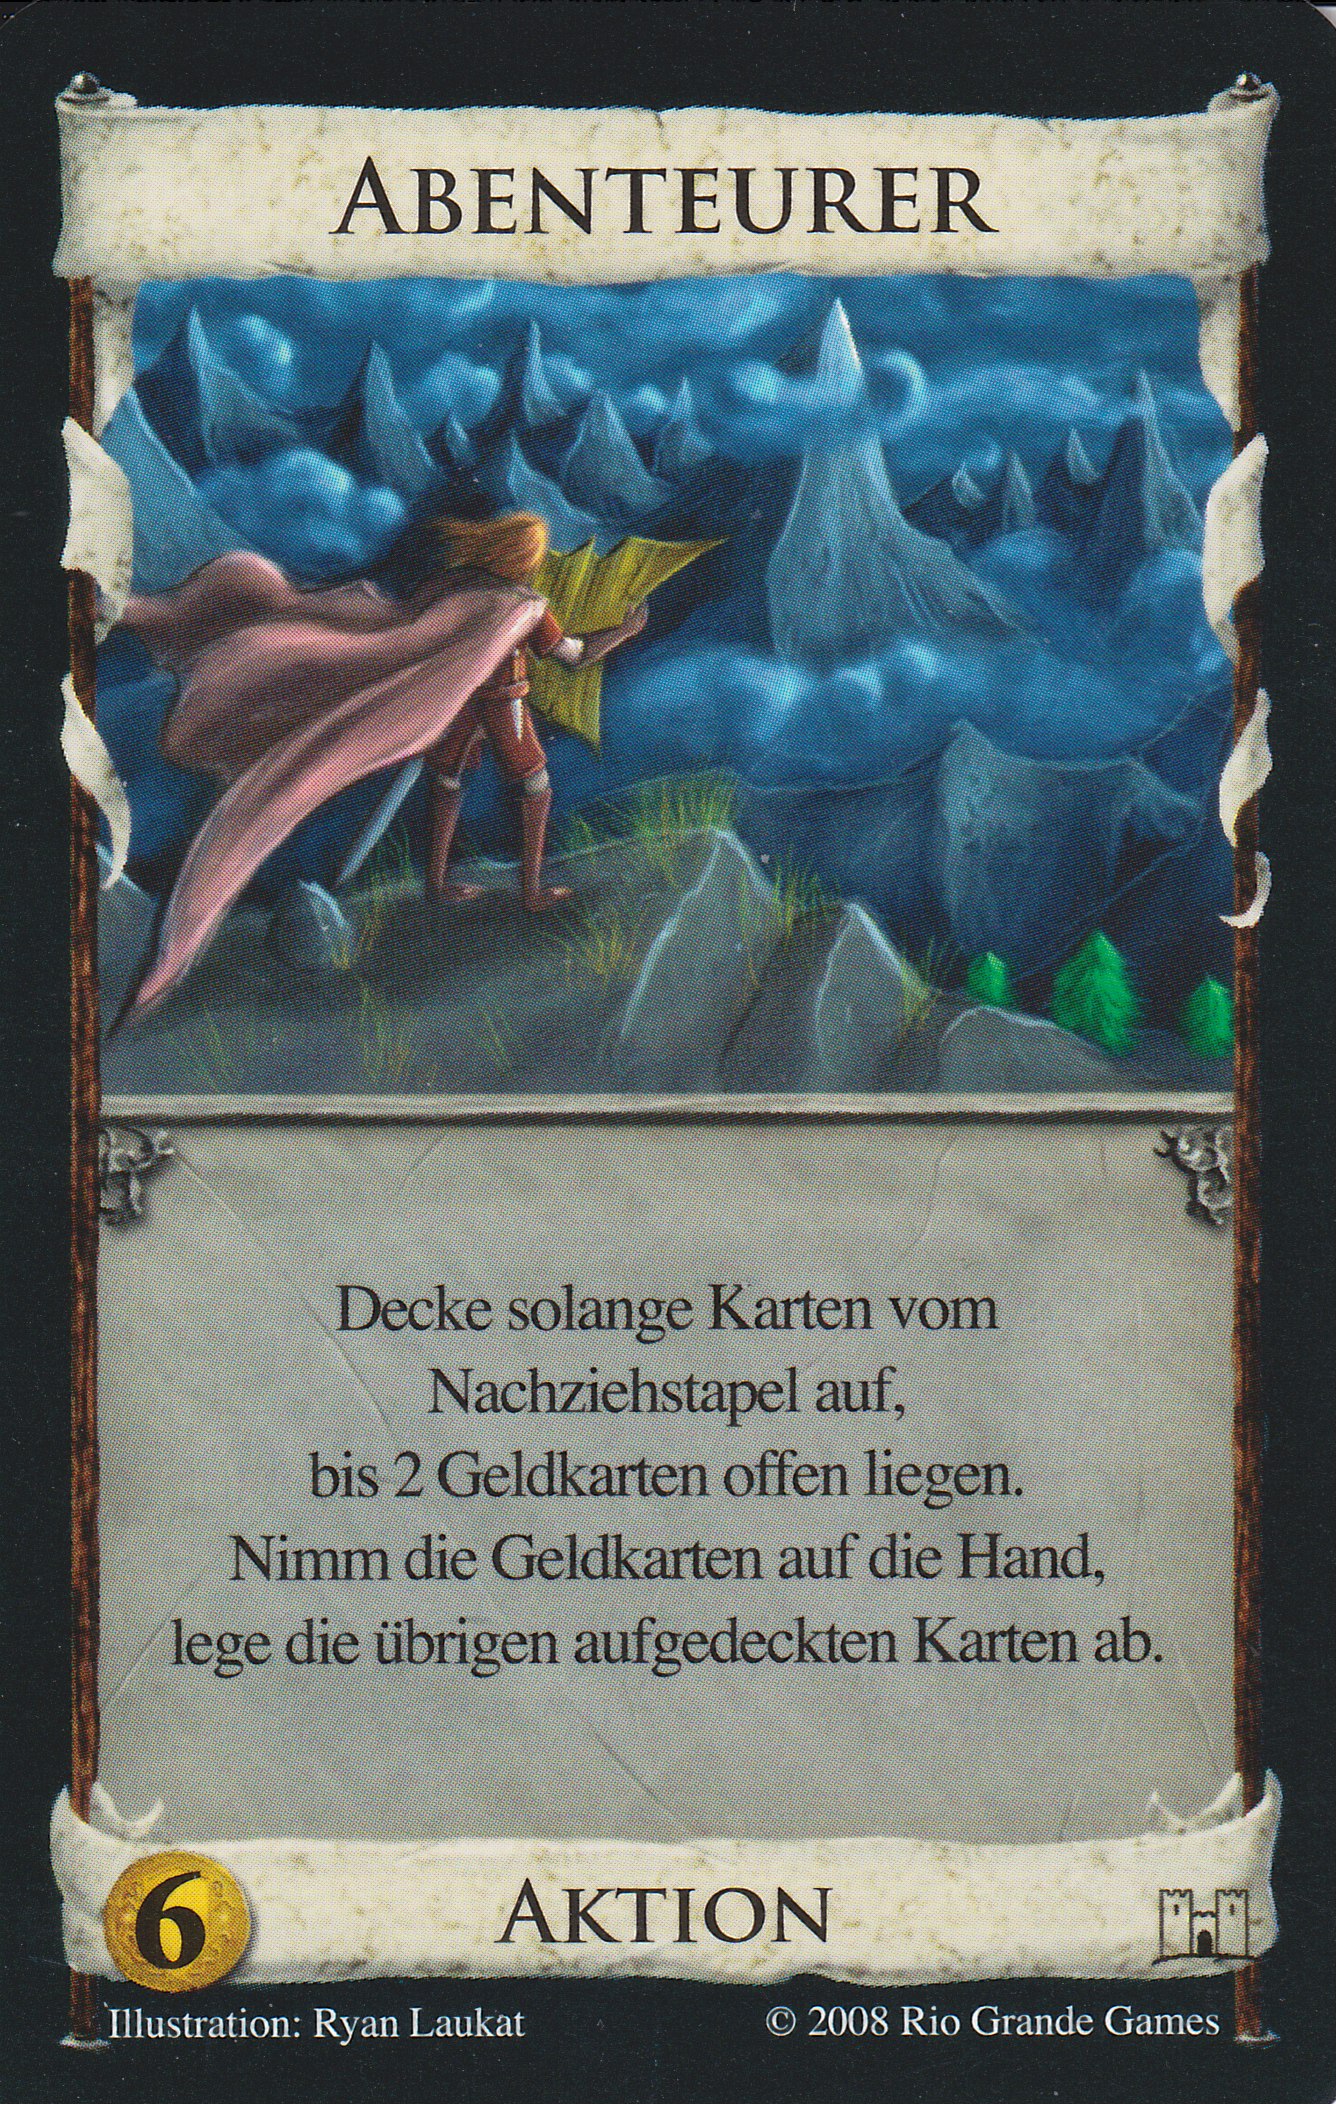 ABENTEURER
Decke solange Karten vom
Nachziehstapel auf,
bis 2 Geldkarten offen liegen.
Nimm die Geldkarten auf die Hand,
lege die übrigen aufgedeckten Karten ab.
6
AKTION
Illustration: Ryan Laukat
© 2008 Rio Grande Games